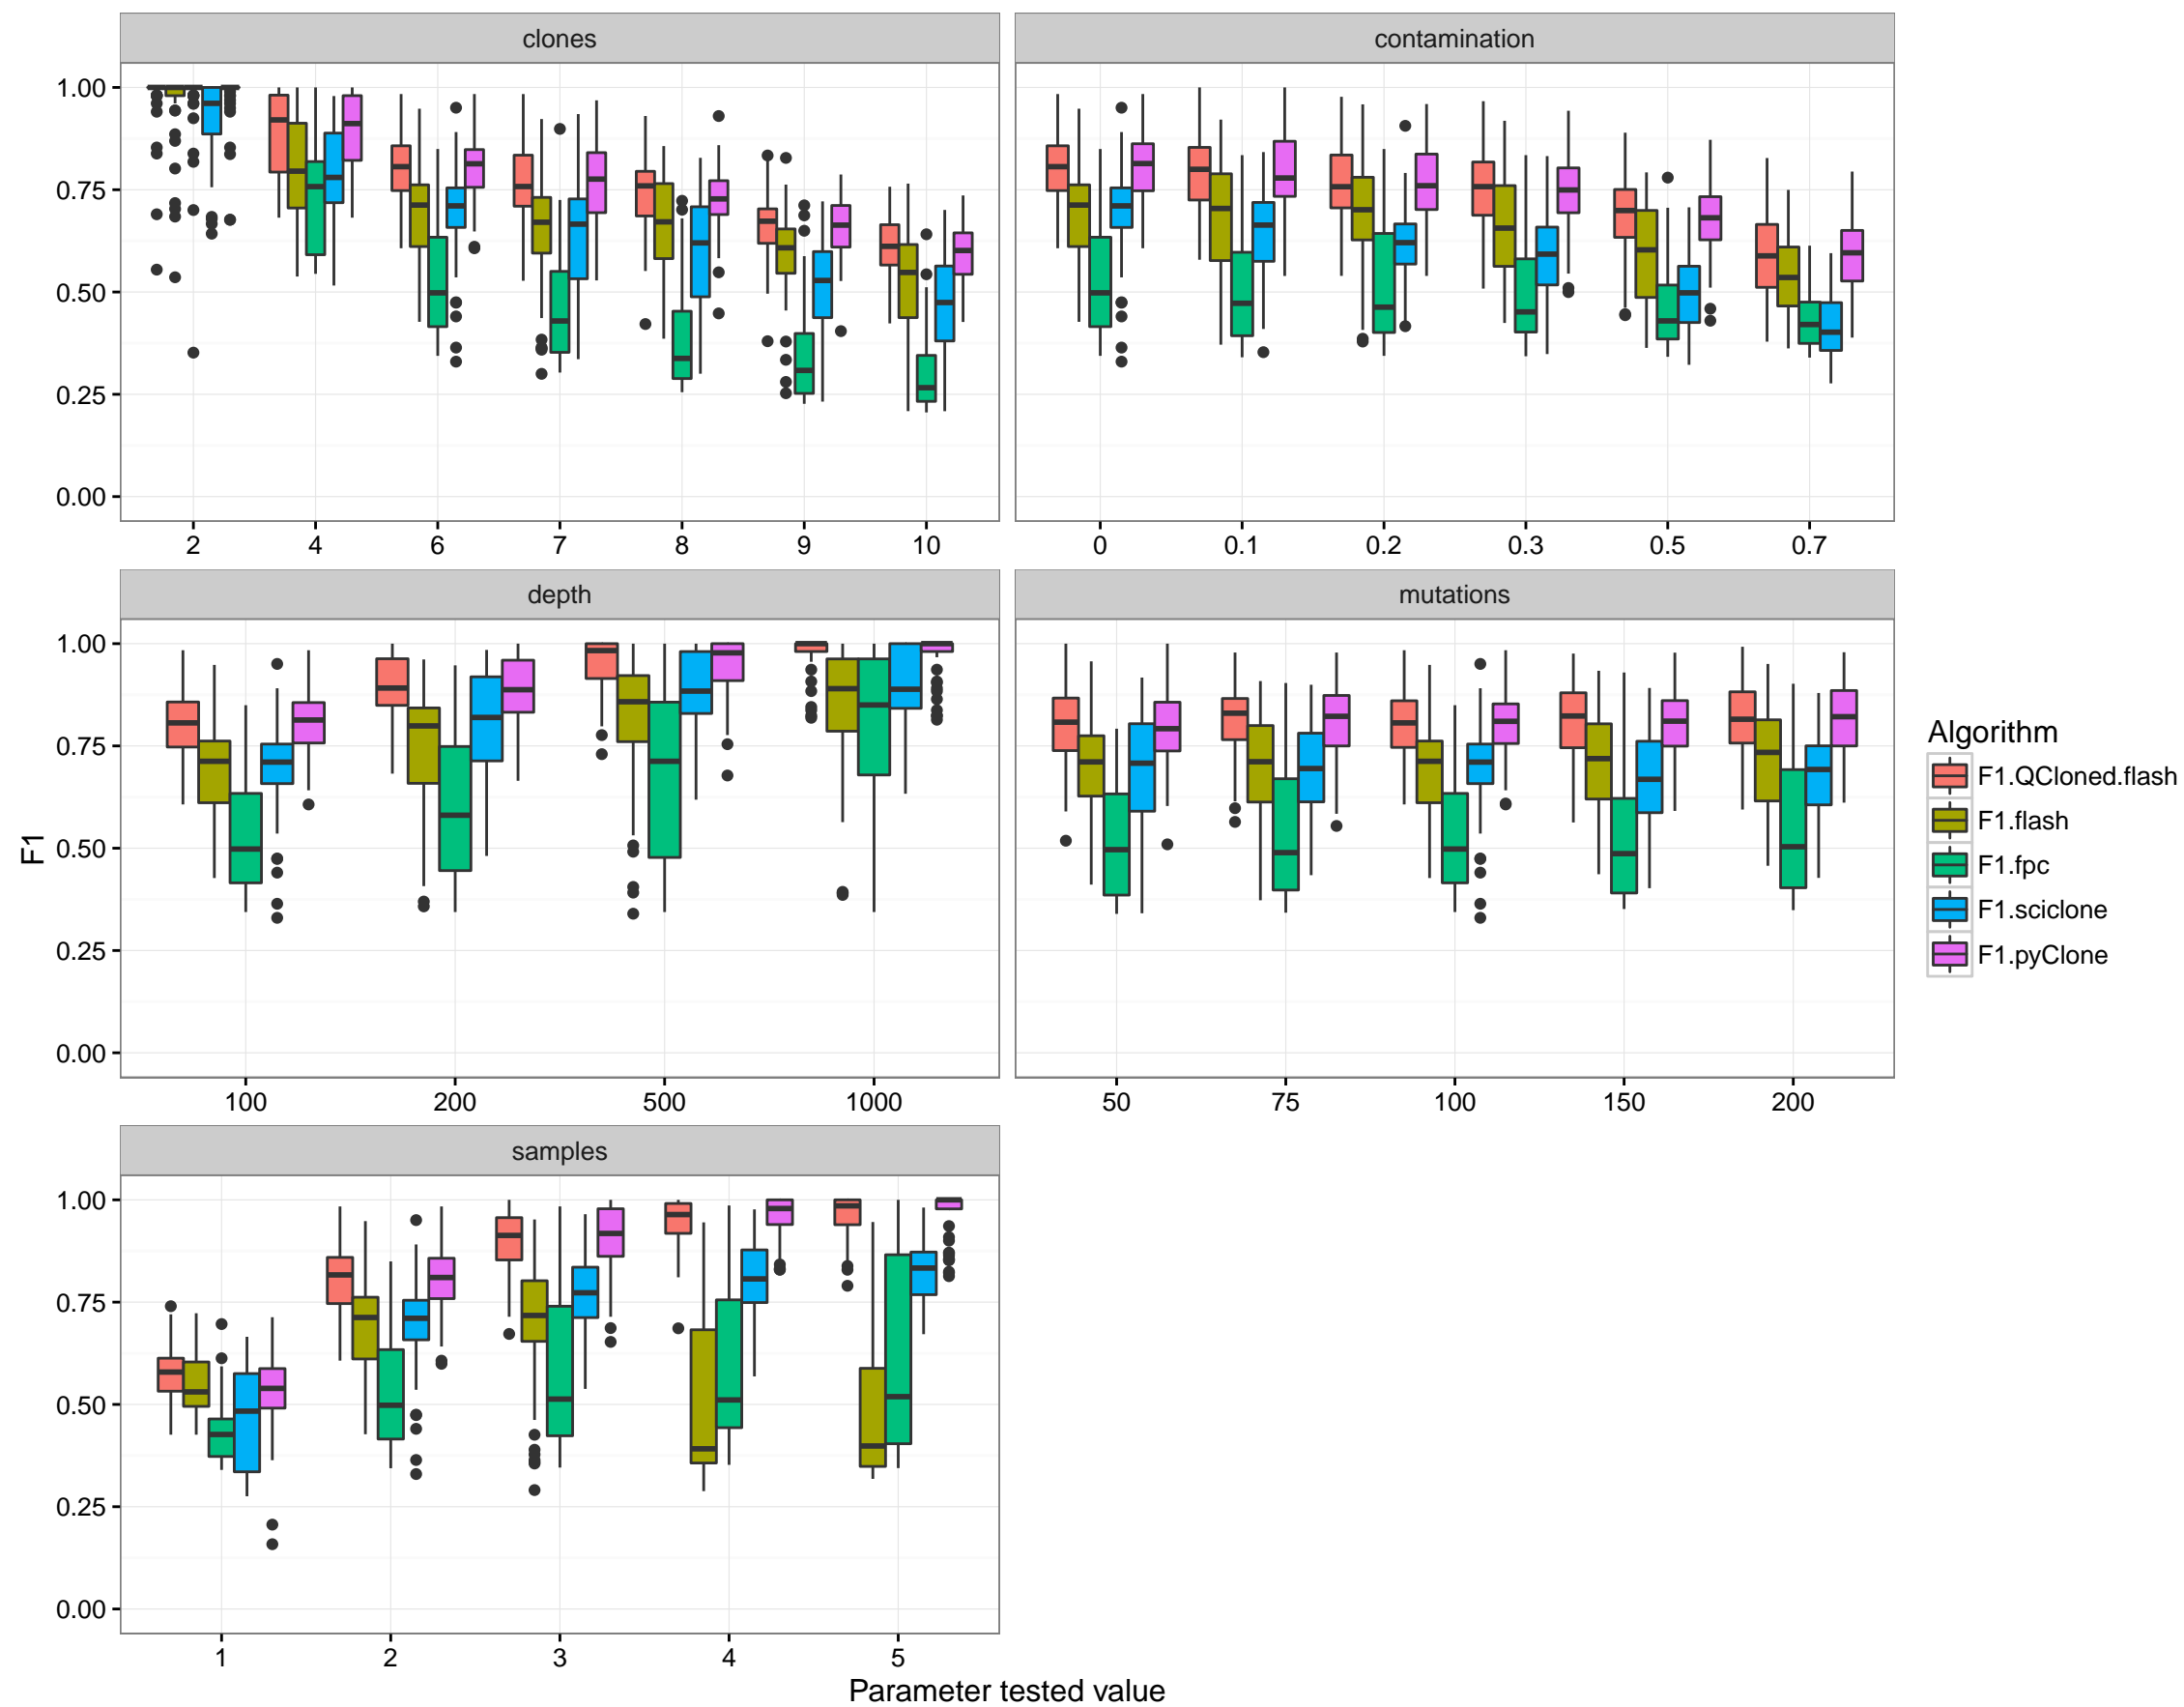 clones
contamination
1.00
0.75
0.50
0.25
0.00
2 4 6 7 8 9 10
0 0.1 0.2 0.3 0.5 0.7
depth
mutations
1.00
0.75
0.50
0.25
0.00
100 200 500 1000
50 75 100 150 200
samples
1.00
0.75
0.50
0.25
0.00
1 2 3 4 5
F1
Parameter tested value
Algorithm
F1.QCloned.flash
F1.flash
F1.fpc
F1.sciclone
F1.pyClone